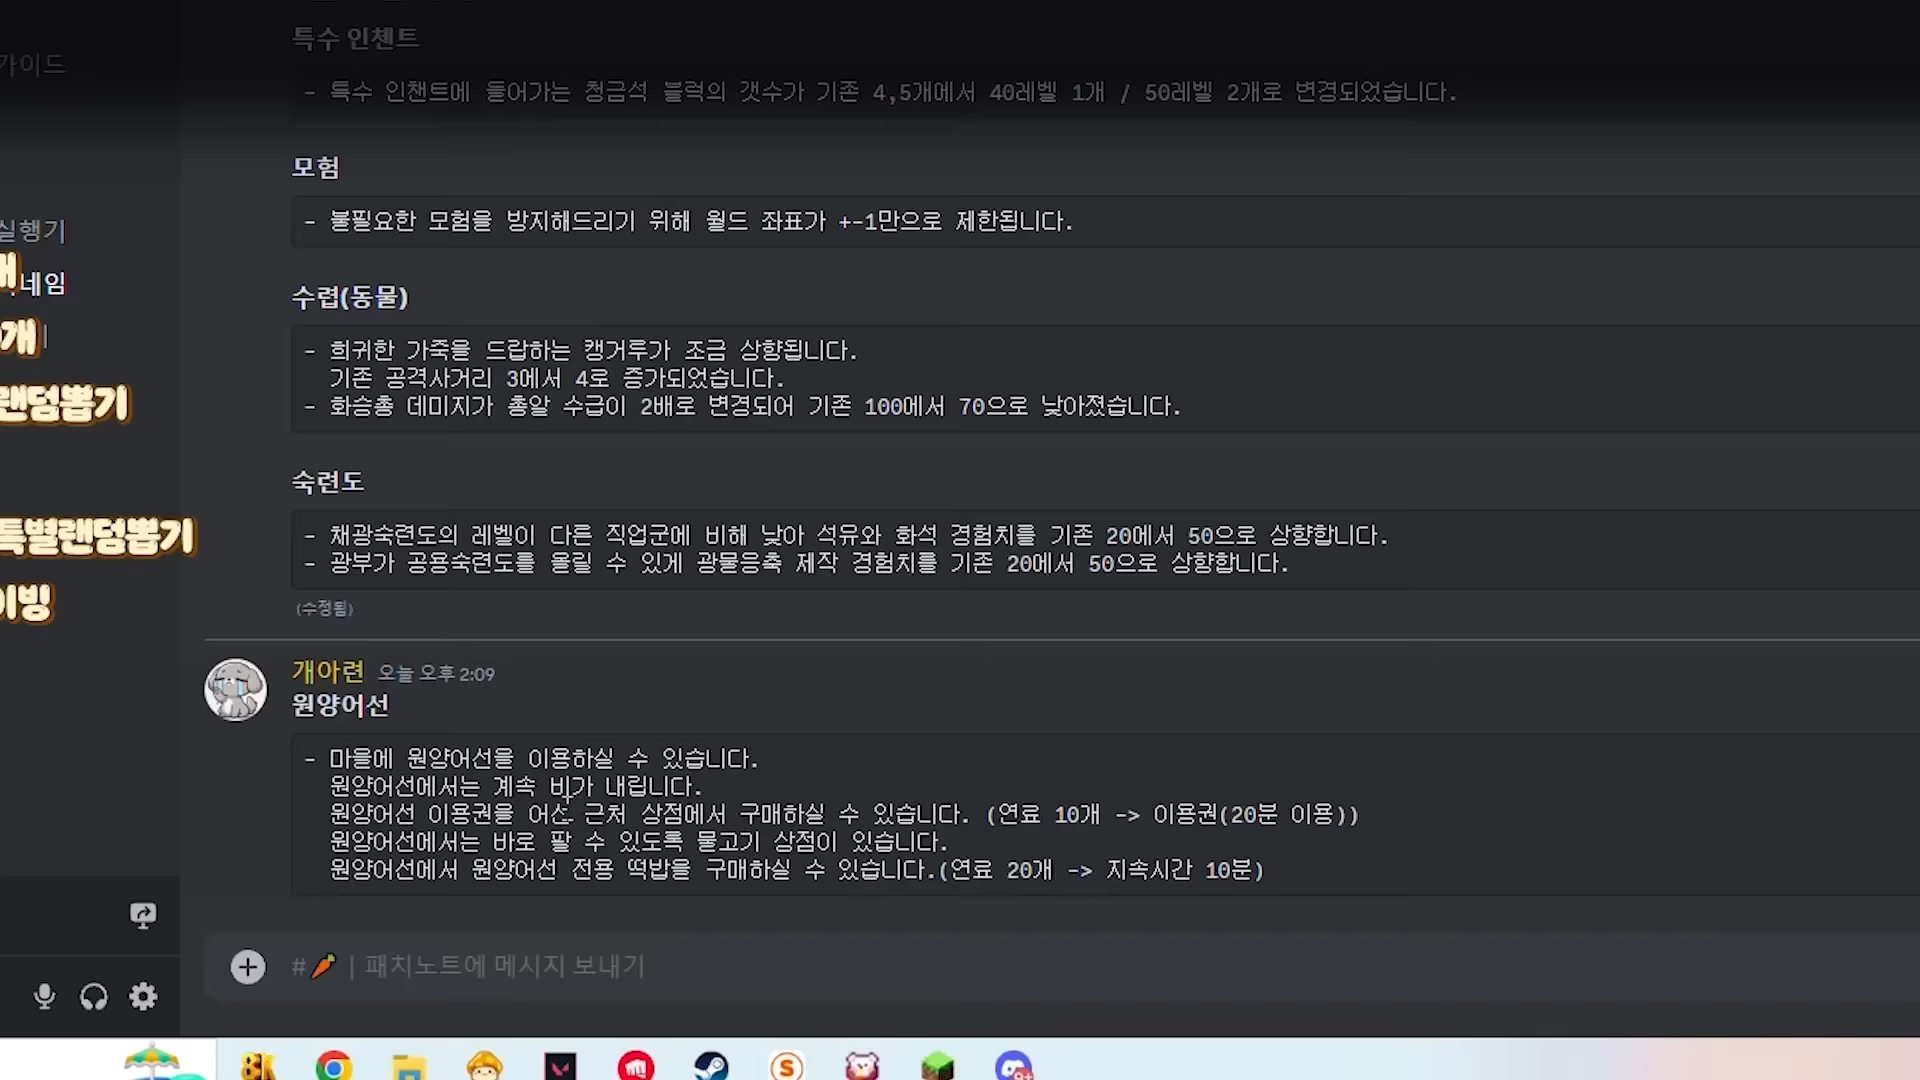 특수 인첸트
가이드
- 특수 인챈트에 들어가는 청금석 블럭의 갯수가 기존 4,5개에서 40레벨 1개 / 50레벨 2개로 변경되었습니다.
모험
- 불필요한 모험을 방지해드리기 위해 월드 좌표가 +-1만으로 제한됩니다.
실행기
네임
수렵(동물)
개
- 희귀한 가죽을 드랍하는 캥거루가 조금 상향됩니다.
기존 공격사거리 3에서 4로 증가되었습니다.
- 화승총 데미지가 총알 수급이 2배로 변경되어 기존 100에서 70으로 낮아졌습니다.
랜덤뽑기
숙련도
- 채광숙련도의 레벨이 다른 직업군에 비해 낮아 석유와 화석 경험치를 기존 20에서 50으로 상향합니다.
- 광부가 공용숙련도를 올릴 수 있게 광물응축 제작 경험치를 기존 20에서 50으로 상향합니다.
특별랜덤뽑기
이빙
(수정됨)
개아련 오늘 오후 2:09
원양어선
- 마을에 원양어선을 이용하실 수 있습니다.
원양어선에서는 계속 비가 내립니다.
원양어선 이용권을 어선 근처 상점에서 구매하실 수 있습니다. (연료 10개 -> 이용권(20분 이용))
원양어선에서는 바로 팔 수 있도록 물고기 상점이 있습니다.
원양어선에서 원양어선 전용 떡밥을 구매하실 수 있습니다.(연료 20개 -> 지속시간 10분)
#🥕 | 패치노트에 메시지 보내기